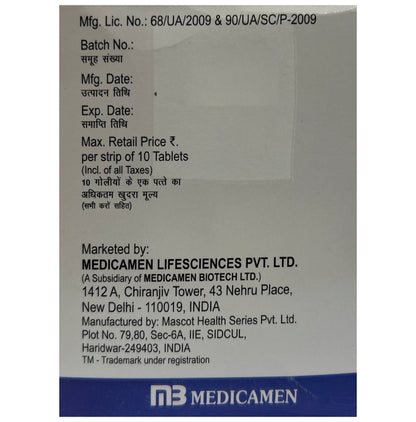 Mfg. Lic. No.: 68/UA/2009 & 90/UA/SC/P-2009
Batch No.:
समूह संख्या
Mfg. Date:
उत्पादन तिथि
Exp. Date:
समाप्ति तिथि
Max. Retail Price ₹.
per strip of 10 Tablets
(Incl. of all Taxes)
10 गोलीयों के एक पत्ते का
अधिकतम खुदरा मूल्य
(सभी करों सहित)
Marketed by:
MEDICAMEN LIFESCIENCES PVT. LTD.
(A Subsidiary of MEDICAMEN BIOTECH LTD.)
1412 A, Chiranjiv Tower, 43 Nehru Place,
New Delhi - 110019, INDIA
Manufactured by: Mascot Health Series Pvt. Ltd.
Plot No. 79,80, Sec-6A, IIE, SIDCUL,
Haridwar-249403, INDIA
TM - Trademark under registration
MB MEDICAMEN